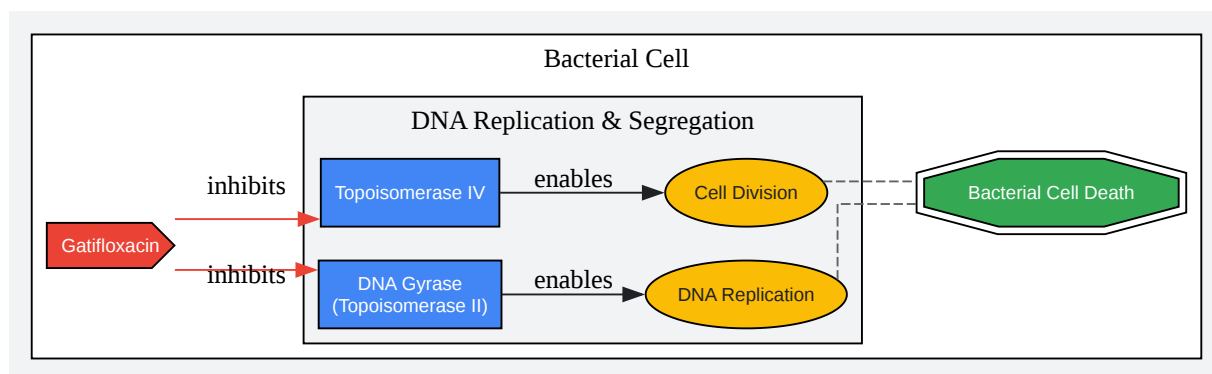 Bacterial Cell
DNA Replication & Segregation
inhibits
Topoisomerase IV
enables
Cell Division
Bacterial Cell Death
Gatifloxacin
inhibits
DNA Gyrase
(Topoisomerase II)
enables
DNA Replication